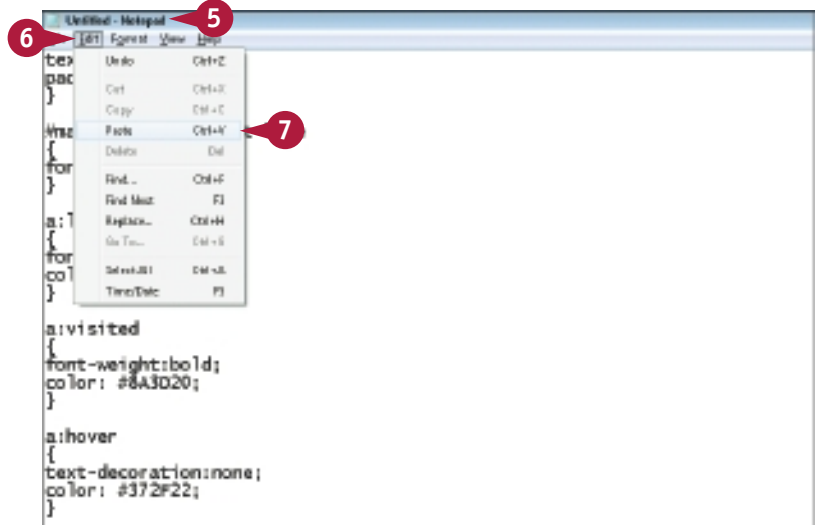 Untitled - Notepad
5
6
Edit Format View Help
Undo Ctrl+Z
Cut Ctrl+X
Copy Ctrl+C
Paste Ctrl+V
7
Delete Del
Find... Ctrl+F
Find Next F3
Replace... Ctrl+H
Go To... Ctrl+G
Select All Ctrl+A
Time/Date
tex
pac
}
#ma
{
for
}
a:l
{
for
col
}
a:visited
{
font-weight:bold;
color: #8A3D20;
}
a:hover
{
text-decoration:none;
color: #372F22;
}